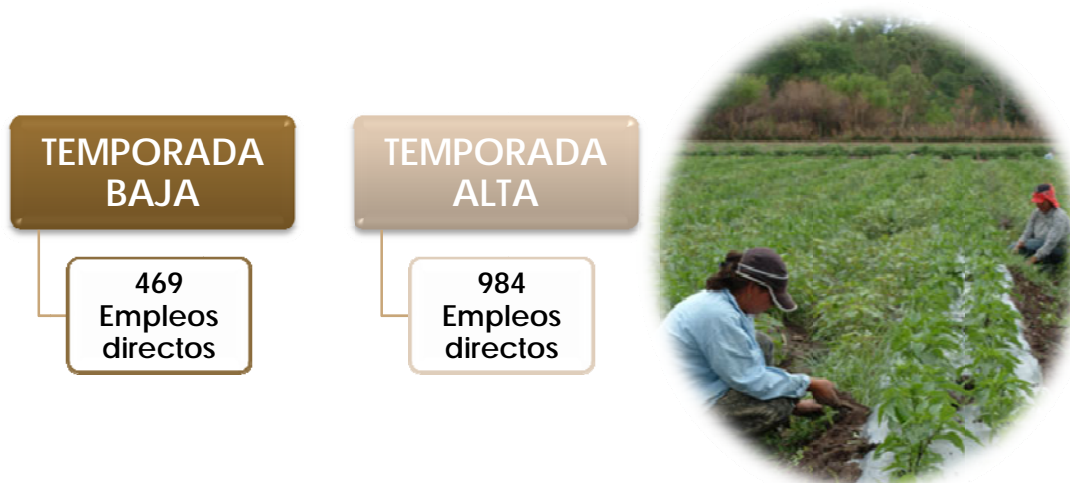 TEMPORADA
BAJA
469
Empleos
directos
TEMPORADA
ALTA
984
Empleos
directos